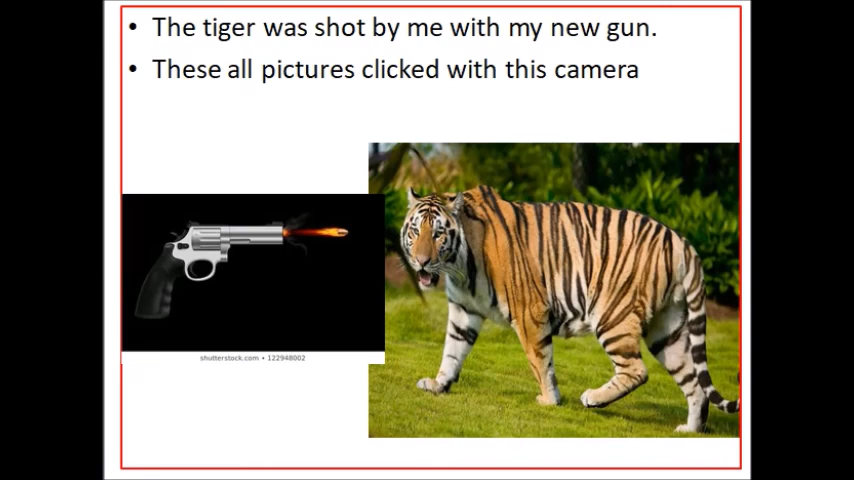 • The tiger was shot by me with my new gun.
• These all pictures clicked with this camera
shutterstock.com • 122948002